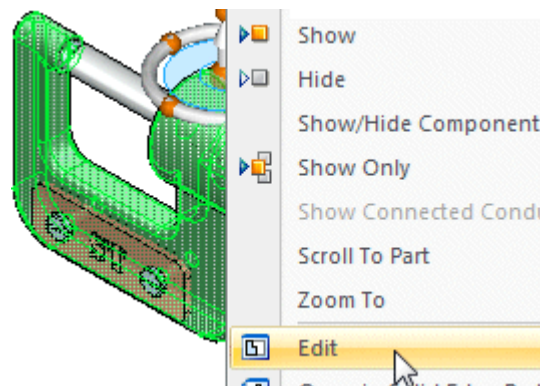 Show
Hide
Show/Hide Component
Show Only
Show Connected Condu
Scroll To Part
Zoom To
Edit